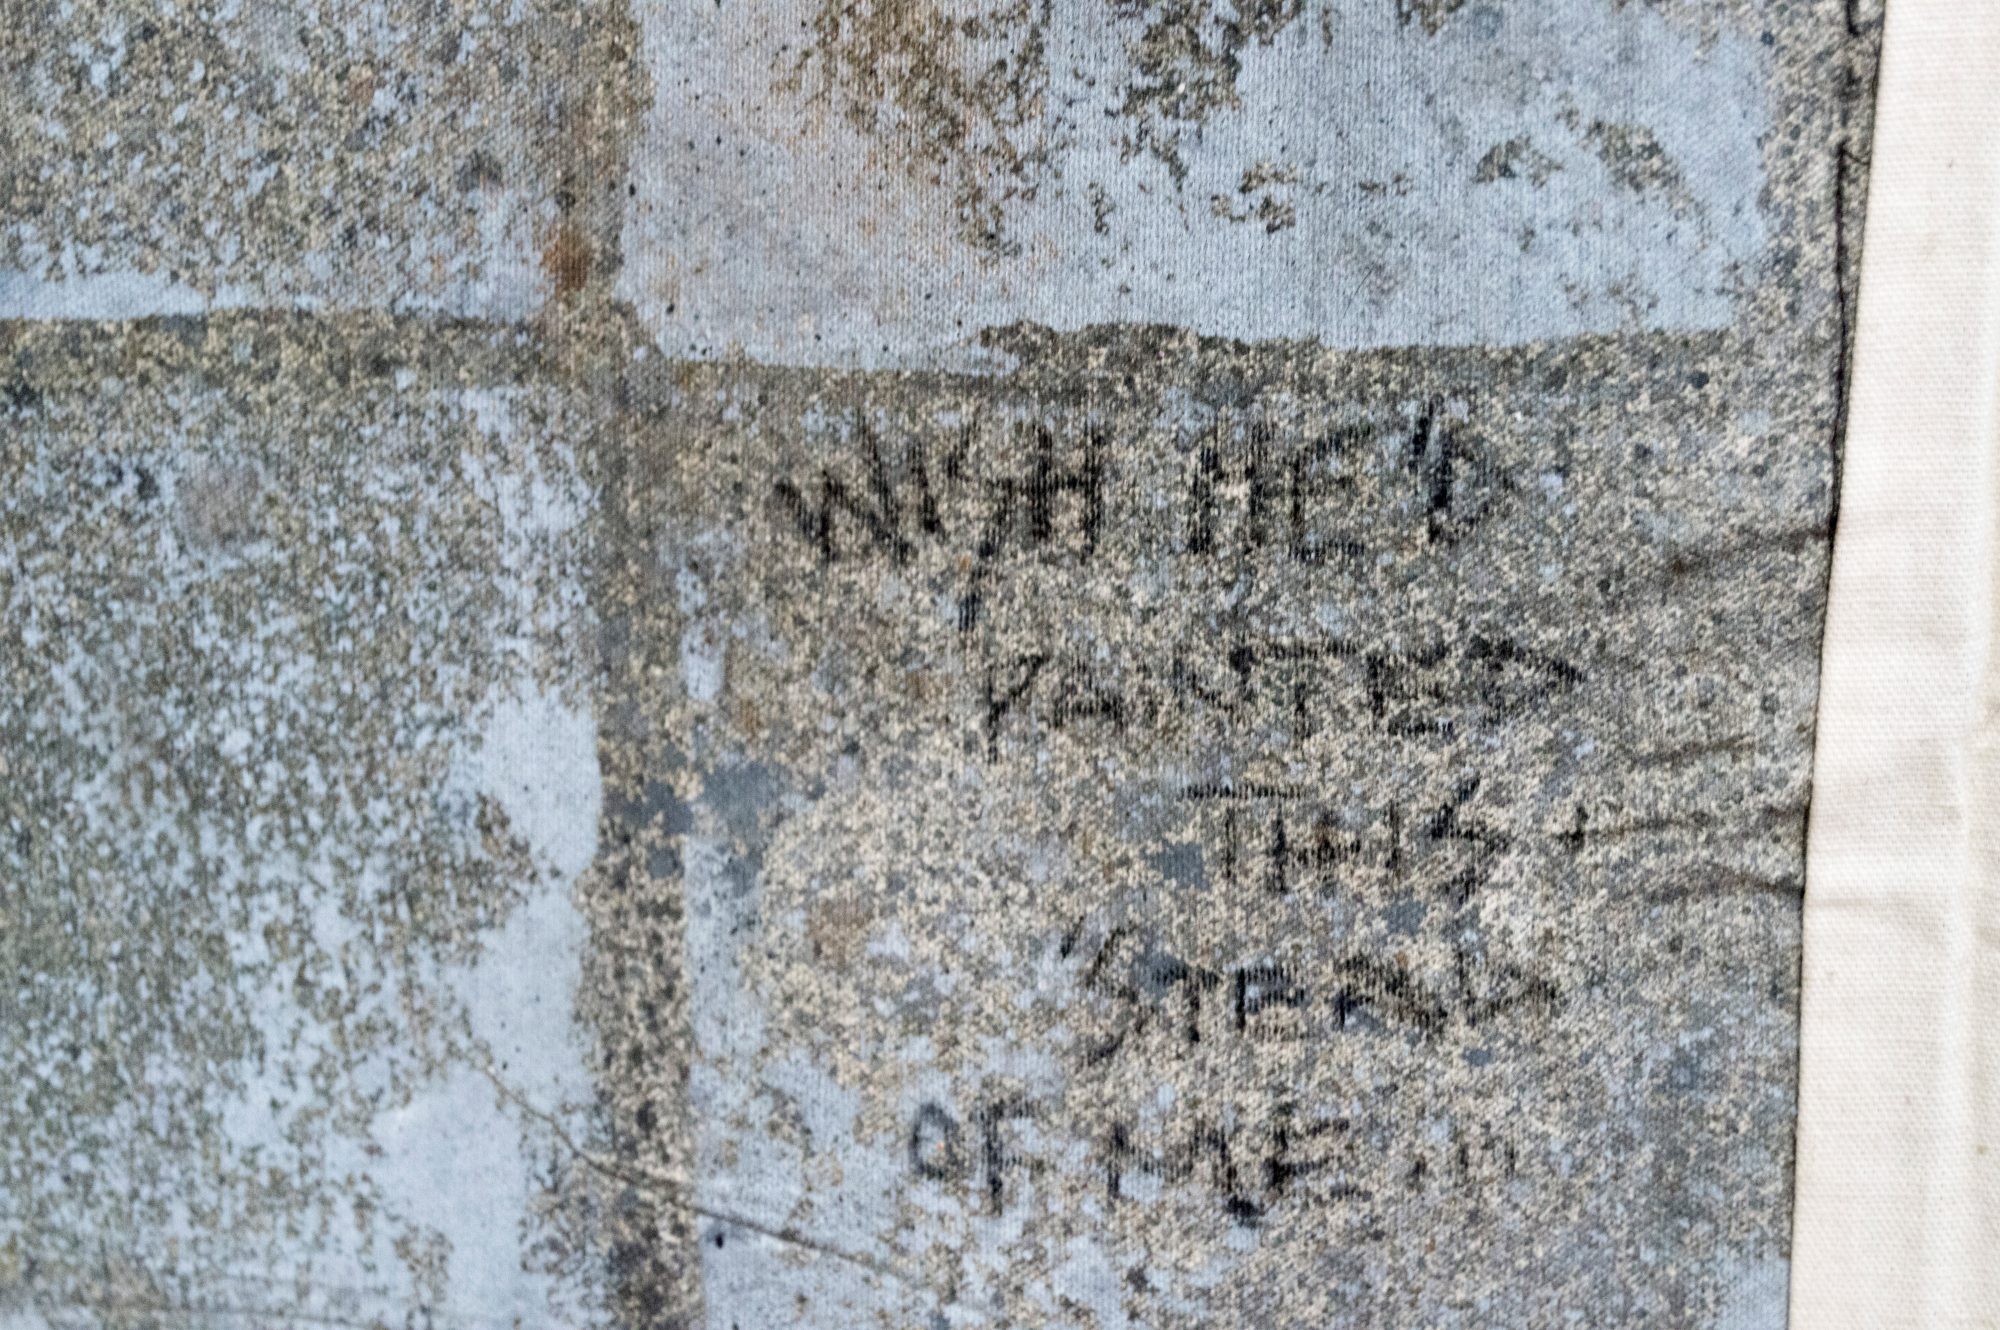 WISH HE'D
PAINTED
THIS
'STEAD
OF ME